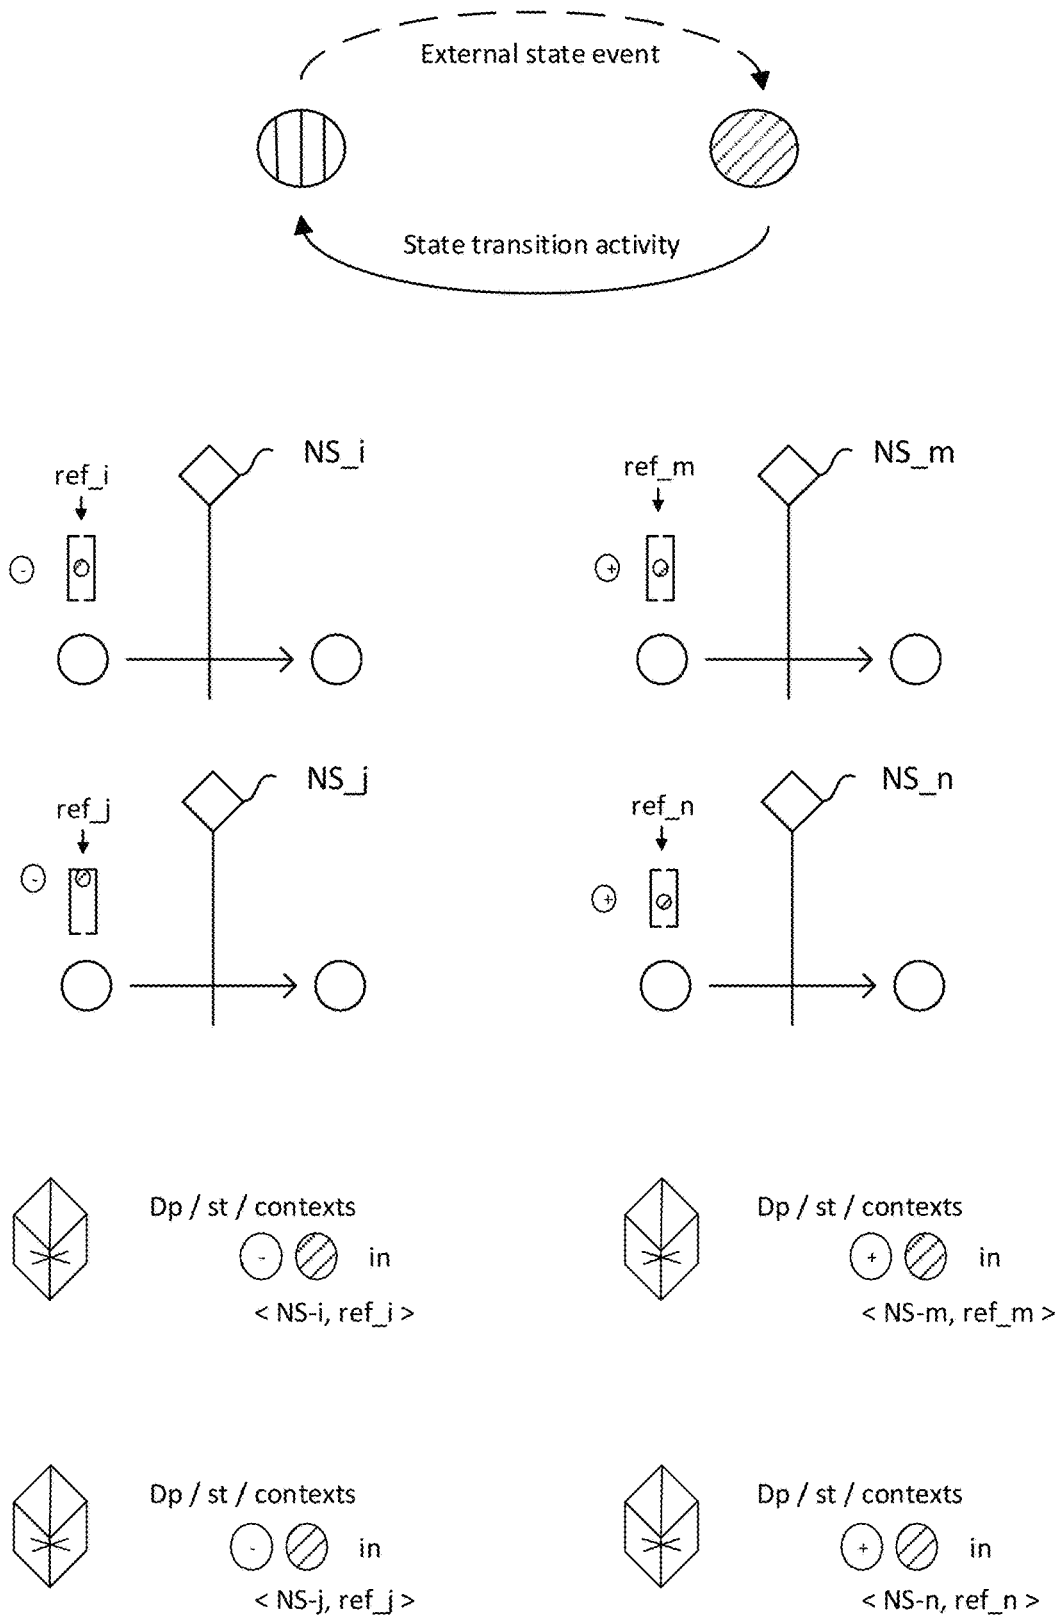 External state event
State transition activity
NS_i
ref_i
-
NS_m
ref_m
+
NS_j
ref_j
-
NS_n
ref_n
+
Dp / st / contexts
- in
< NS-i, ref_i >
Dp / st / contexts
+ in
< NS-m, ref_m >
Dp / st / contexts
- in
< NS-j, ref_j >
Dp / st / contexts
+ in
< NS-n, ref_n >